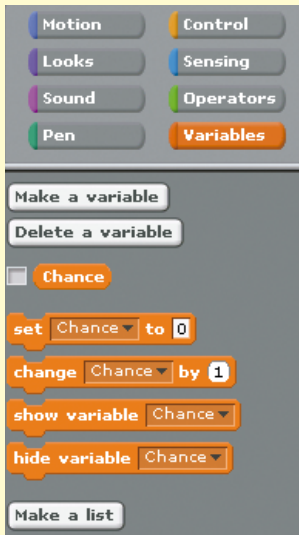 Motion Control
Looks Sensing
Sound Operators
Pen Variables
Make a variable
Delete a variable
Chance
set Chance to 0
change Chance by 1
show variable Chance
hide variable Chance
Make a list